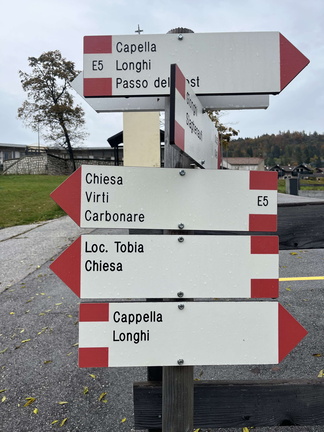 Capella
E5 Longhi
Passo del
Chiesa
Virti E5
Carbonare
Loc. Tobia
Chiesa
Cappella
Longhi